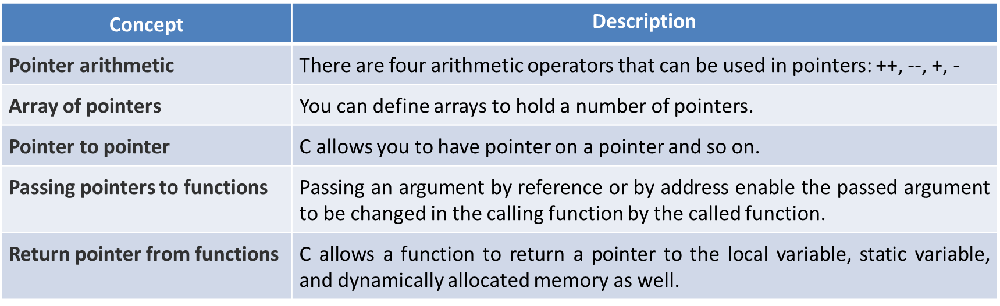 Concept Description
Pointer arithmetic There are four arithmetic operators that can be used in pointers: ++, --, +, -
Array of pointers You can define arrays to hold a number of pointers.
Pointer to pointer C allows you to have pointer on a pointer and so on.
Passing pointers to functions Passing an argument by reference or by address enable the passed argument
to be changed in the calling function by the called function.
Return pointer from functions C allows a function to return a pointer to the local variable, static variable,
and dynamically allocated memory as well.